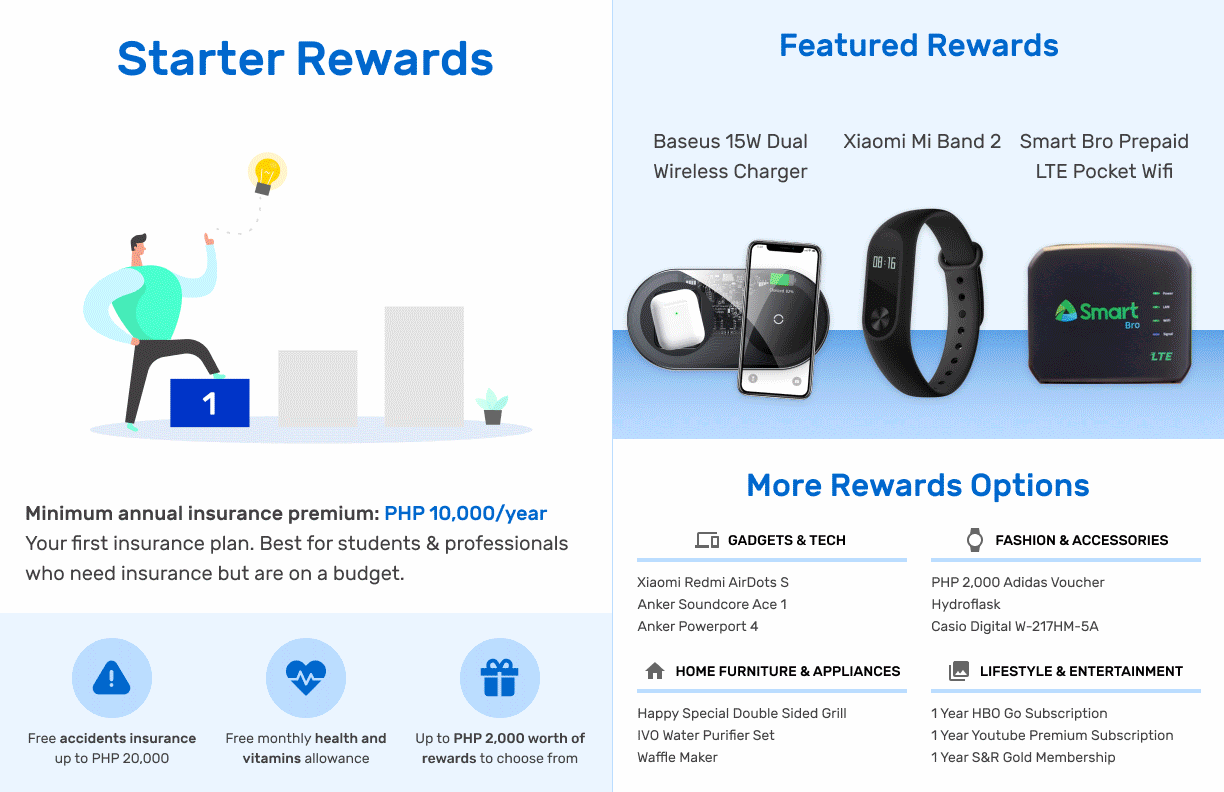 Starter Rewards
1
Minimum annual insurance premium: PHP 10,000/year
Your first insurance plan. Best for students & professionals
who need insurance but are on a budget.
Free accidents insurance
up to PHP 20,000
Free monthly health and
vitamins allowance
Up to PHP 2,000 worth of
rewards to choose from
Featured Rewards
Baseus 15W Dual
Wireless Charger
Xiaomi Mi Band 2
Smart Bro Prepaid
LTE Pocket Wifi
08:16
Smart
Bro
Power
LAN
WiFi
Signal
LTE
More Rewards Options
GADGETS & TECH
Xiaomi Redmi AirDots S
Anker Soundcore Ace 1
Anker Powerport 4
FASHION & ACCESSORIES
PHP 2,000 Adidas Voucher
Hydroflask
Casio Digital W-217HM-5A
HOME FURNITURE & APPLIANCES
Happy Special Double Sided Grill
IVO Water Purifier Set
Waffle Maker
LIFESTYLE & ENTERTAINMENT
1 Year HBO Go Subscription
1 Year Youtube Premium Subscription
1 Year S&R Gold Membership